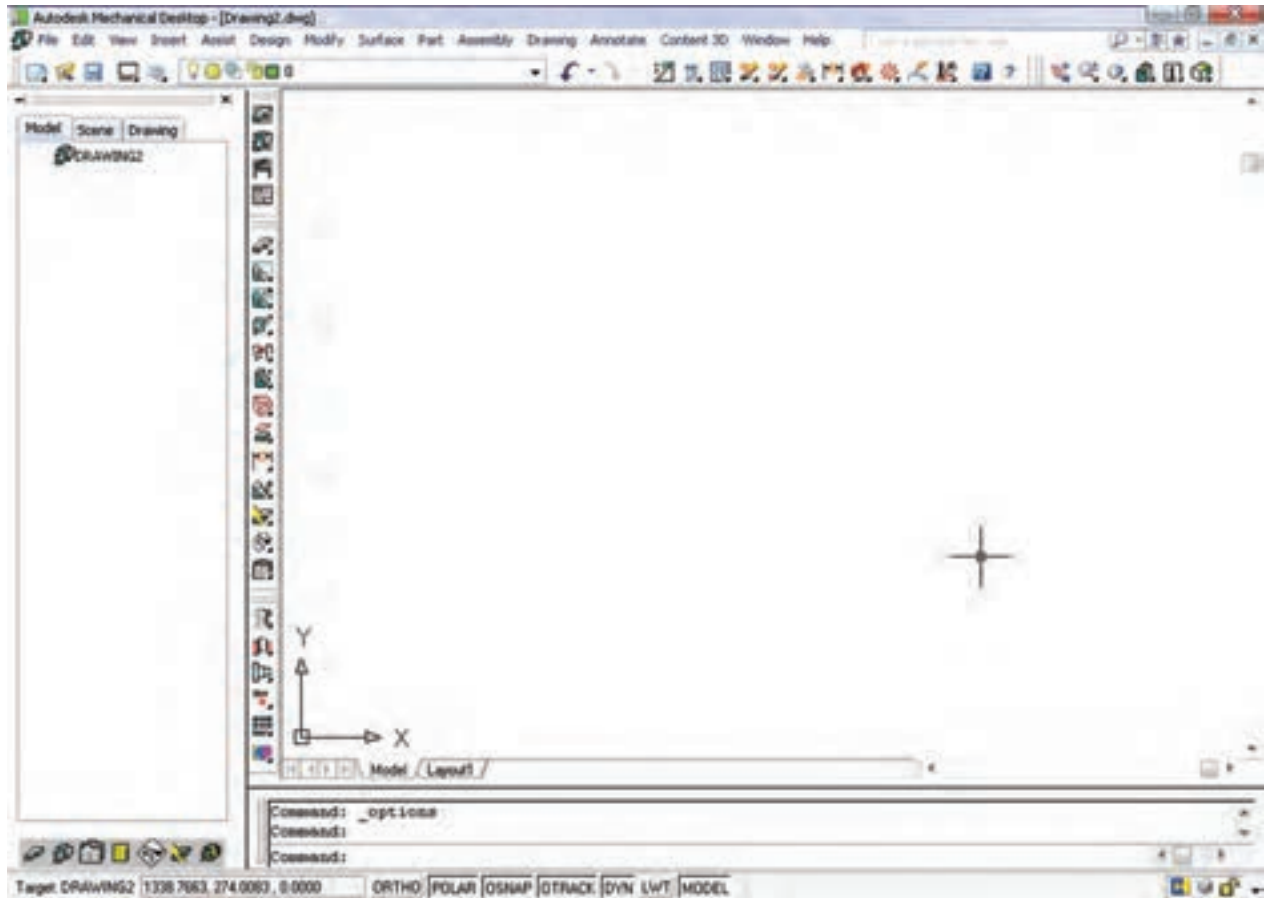 Autodesk Mechanical Desktop - [Drawing2.dwg]
File Edit View Insert Assist Design Modify Surface Part Assembly Drawing Annotate Content 3D Window Help
0
Model Scene Drawing
DRAWING2
Y
X
Model Layout1
Command: _options
Command:
Command:
Target: DRAWING2 1338.7663, 274.0083, 0.0000 ORTHO POLAR OSNAP OTRACK DYN LWT MODEL